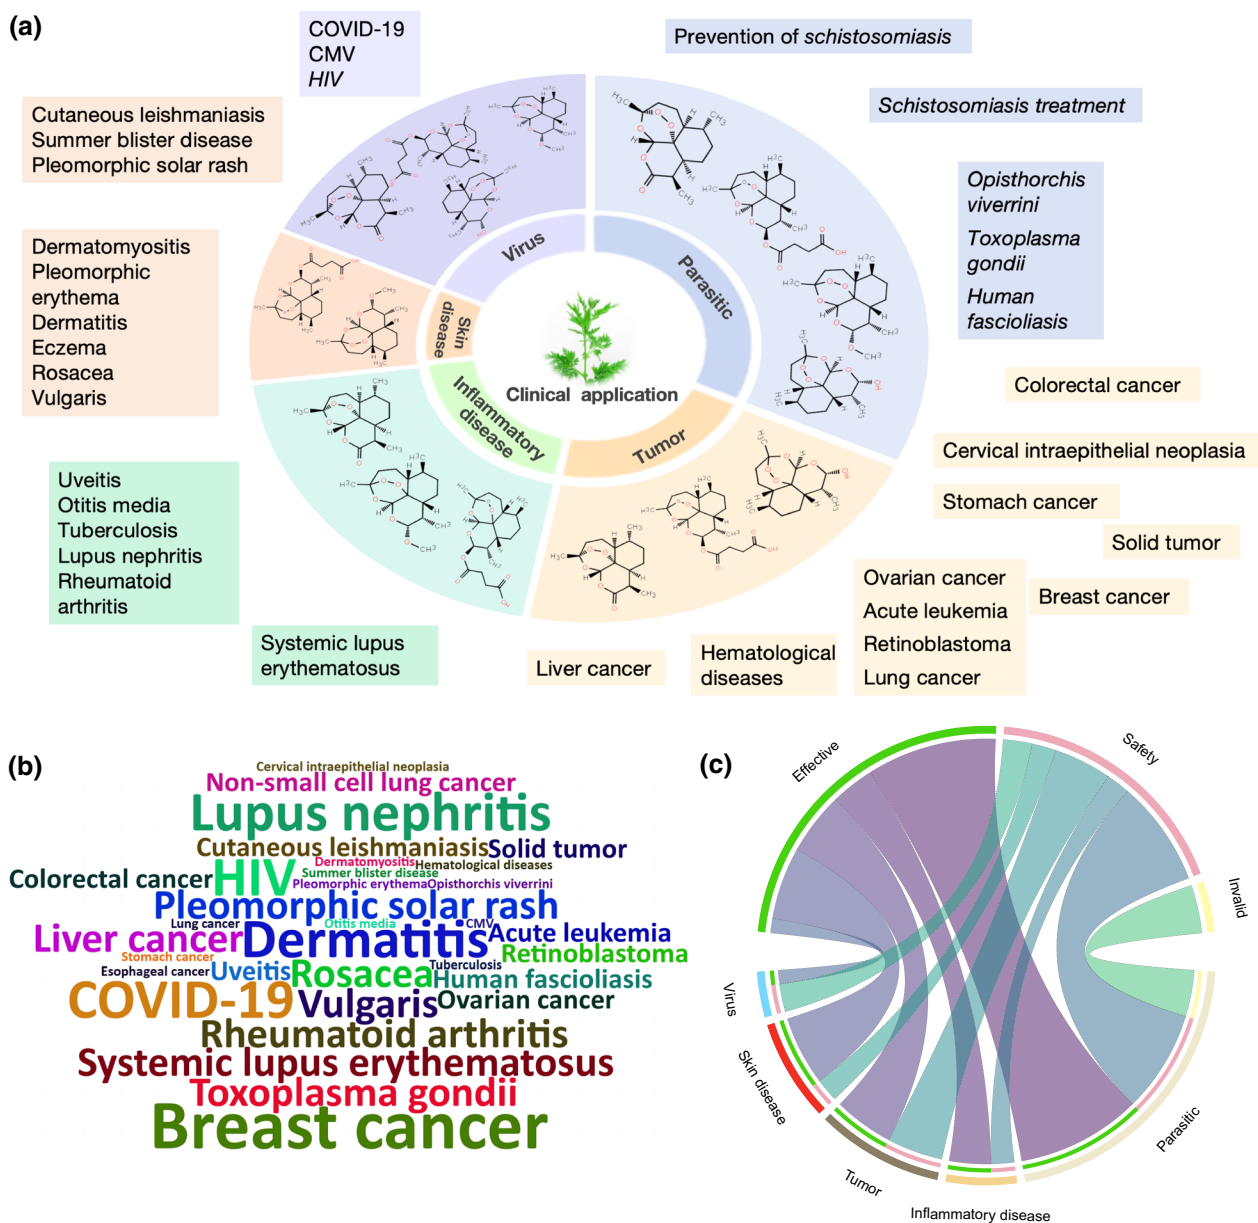 (a)
COVID-19
CMV
HIV
Prevention of schistosomiasis
Cutaneous leishmaniasis
Summer blister disease
Pleomorphic solar rash
Schistosomiasis treatment
Opisthorchis
viverrini
Toxoplasma
gondii
Human
fascioliasis
Dermatomyositis
Pleomorphic
erythema
Dermatitis
Eczema
Rosacea
Vulgaris
Virus
Parasitic
Skin
disease
Inflammatory
disease
Tumor
Clinical application
Colorectal cancer
Cervical intraepithelial neoplasia
Stomach cancer
Solid tumor
Uveitis
Otitis media
Tuberculosis
Lupus nephritis
Rheumatoid
arthritis
Ovarian cancer
Acute leukemia
Retinoblastoma
Lung cancer
Breast cancer
Systemic lupus
erythematosus
Liver cancer
Hematological
diseases
(b)
Cervical intraepithelial neoplasia
Non-small cell lung cancer
Lupus nephritis
Cutaneous leishmaniasis Solid tumor
Dermatomyositis Hematological diseases
Colorectal cancer HIV Summer blister disease
Pleomorphic erythema Opisthorchis viverrini
Pleomorphic solar rash
Lung cancer Otitis media CMV
Liver cancer Dermatitis Acute leukemia
Stomach cancer Retinoblastoma
Esophageal cancer Uveitis Rosacea Tuberculosis
Human fascioliasis
COVID-19 Vulgaris Ovarian cancer
Rheumatoid arthritis
Systemic lupus erythematosus
Toxoplasma gondii
Breast cancer
(c)
Effective
Safety
Invalid
Virus
Skin disease
Tumor
Inflammatory disease
Parasitic